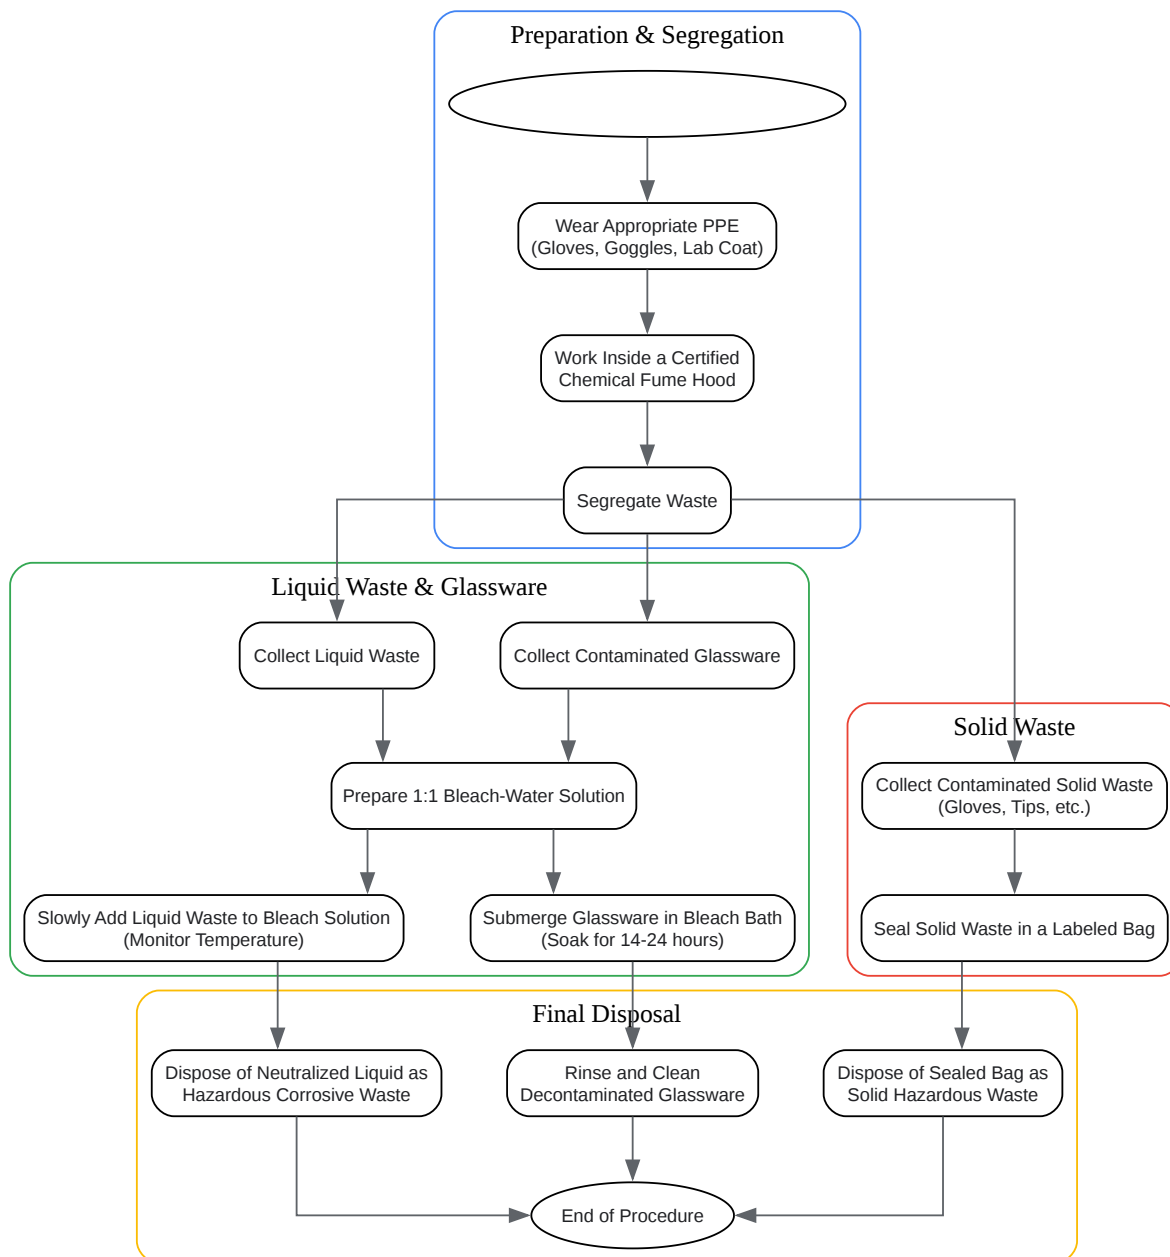 Preparation & Segregation
Wear Appropriate PPE
(Gloves, Goggles, Lab Coat)
Work Inside a Certified
Chemical Fume Hood
Segregate Waste
Liquid Waste & Glassware
Collect Liquid Waste
Collect Contaminated Glassware
Prepare 1:1 Bleach-Water Solution
Slowly Add Liquid Waste to Bleach Solution
(Monitor Temperature)
Submerge Glassware in Bleach Bath
(Soak for 14-24 hours)
Solid Waste
Collect Contaminated Solid Waste
(Gloves, Tips, etc.)
Seal Solid Waste in a Labeled Bag
Final Disposal
Dispose of Neutralized Liquid as
Hazardous Corrosive Waste
Rinse and Clean
Decontaminated Glassware
Dispose of Sealed Bag as
Solid Hazardous Waste
End of Procedure